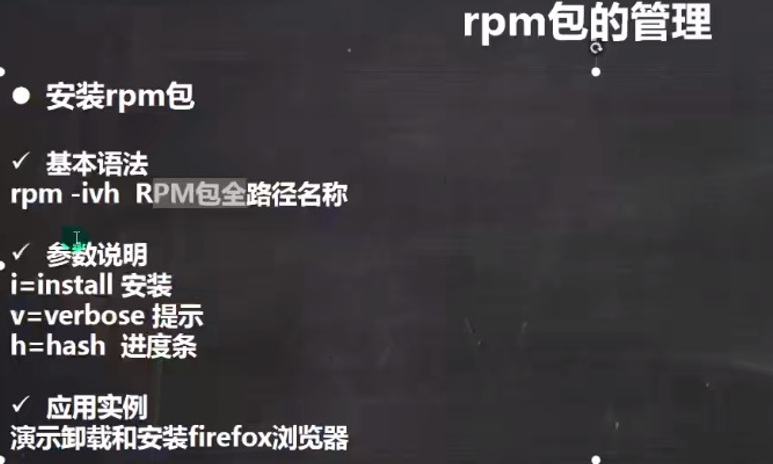 rpm包的管理
● 安装rpm包
✓ 基本语法
rpm -ivh RPM包全路径名称
✓ 参数说明
i=install 安装
v=verbose 提示
h=hash 进度条
✓ 应用实例
演示卸载和安装firefox浏览器